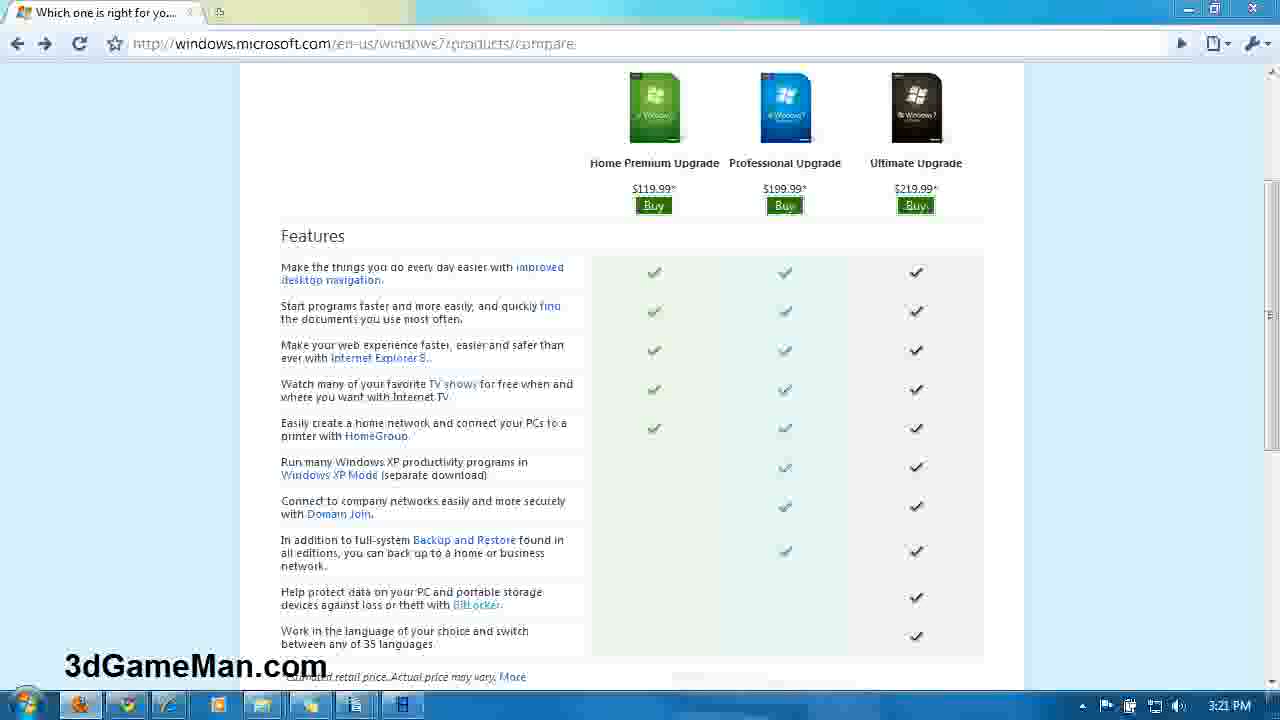 Which one is right for yo...
http://windows.microsoft.com/en-us/windows7/products/compare
Windows 7
Windows 7
Windows 7
Home Premium Upgrade
Professional Upgrade
Ultimate Upgrade
$119.99*
$199.99*
$219.99*
Buy
Buy
Buy
Features
Make the things you do every day easier with improved
desktop navigation.
Start programs faster and more easily, and quickly find
the documents you use most often.
Make your web experience faster, easier and safer than
ever with Internet Explorer 8.
Watch many of your favorite TV shows for free when and
where you want with Internet TV.
Easily create a home network and connect your PCs to a
printer with HomeGroup.
Run many Windows XP productivity programs in
Windows XP Mode (separate download)
Connect to company networks easily and more securely
with Domain Join.
In addition to full-system Backup and Restore found in
all editions, you can back up to a home or business
network.
Help protect data on your PC and portable storage
devices against loss or theft with BitLocker.
Work in the language of your choice and switch
between any of 35 languages.
3dGameMan.com
Estimated retail price. Actual price may vary. More
3:21 PM